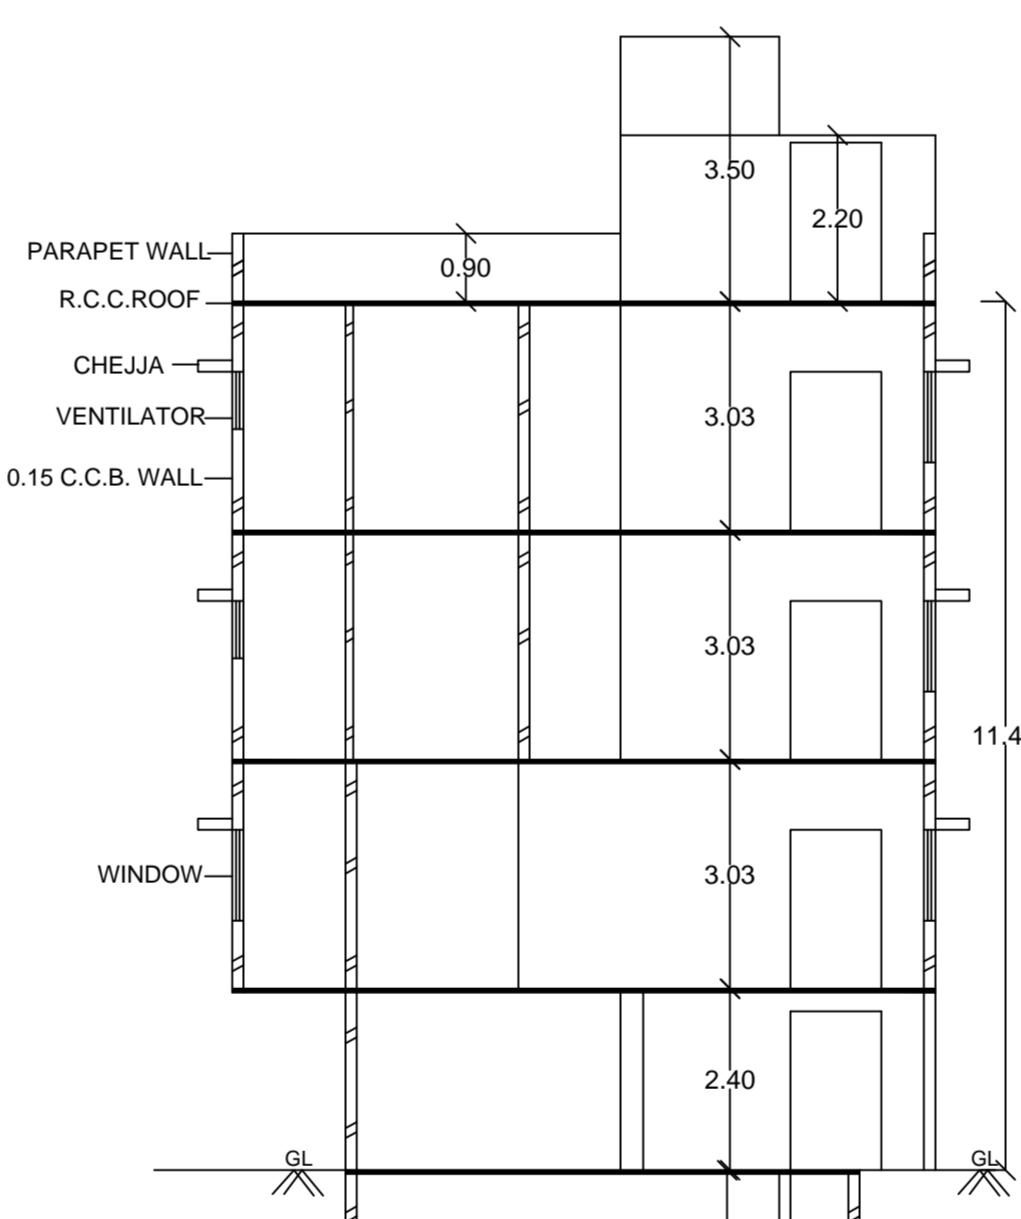 3.50
2.20
PARAPET WALL
0.90
R.C.C.ROOF
CHEJJA
VENTILATOR
3.03
0.15 C.C.B. WALL
3.03
11.4
WINDOW
3.03
2.40
GL
GL